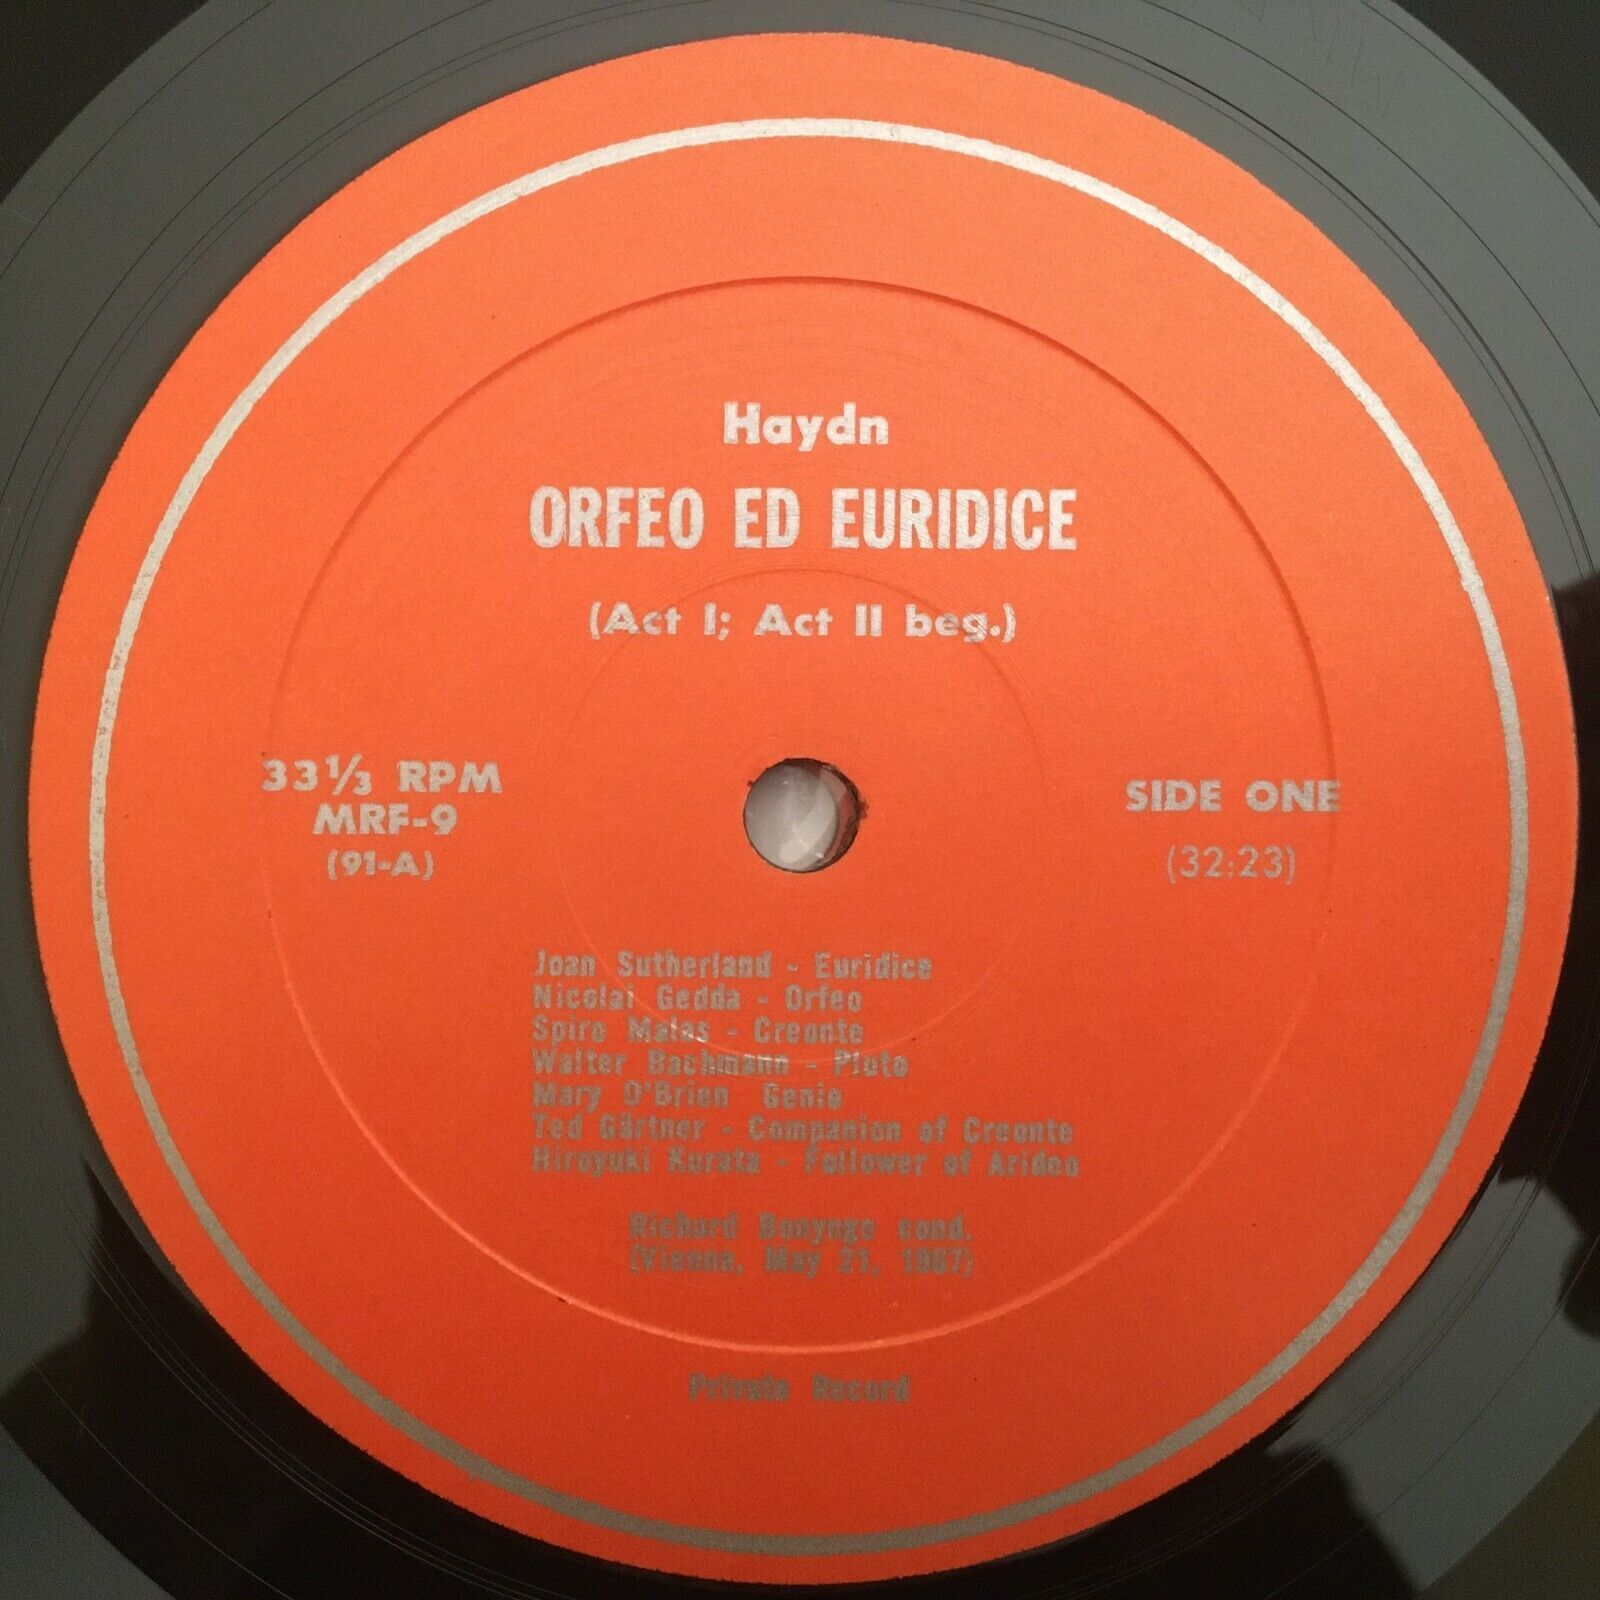 Haydn
ORFEO ED EURIDICE
(Act I; Act II beg.)
33 1/3 RPM
MRF-9
(91-A)
SIDE ONE
(32:23)
Joan Sutherland - Euridice
Nicolai Gedda - Orfeo
Spiro Malas - Creonte
Walter Bachmann - Pluto
Mary O'Brien Genio
Ted Gärtner - Companion of Creonte
Hiroyuki Kurata - Follower of Arideo
Richard Bonynge cond.
(Vienna, May 21, 1967)
Private Record